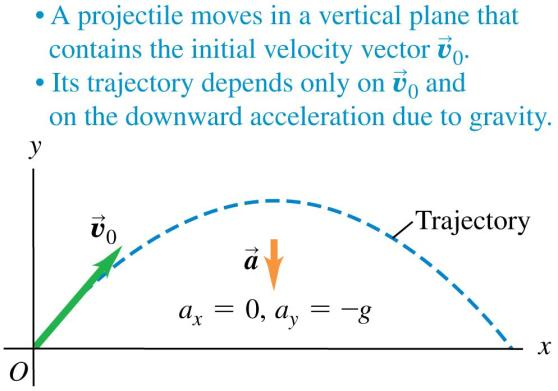 • A projectile moves in a vertical plane that
contains the initial velocity vector v⃗₀.
• Its trajectory depends only on v⃗₀ and
on the downward acceleration due to gravity.
y
v⃗₀
Trajectory
a⃗
aₓ = 0, a_y = −g
x
O